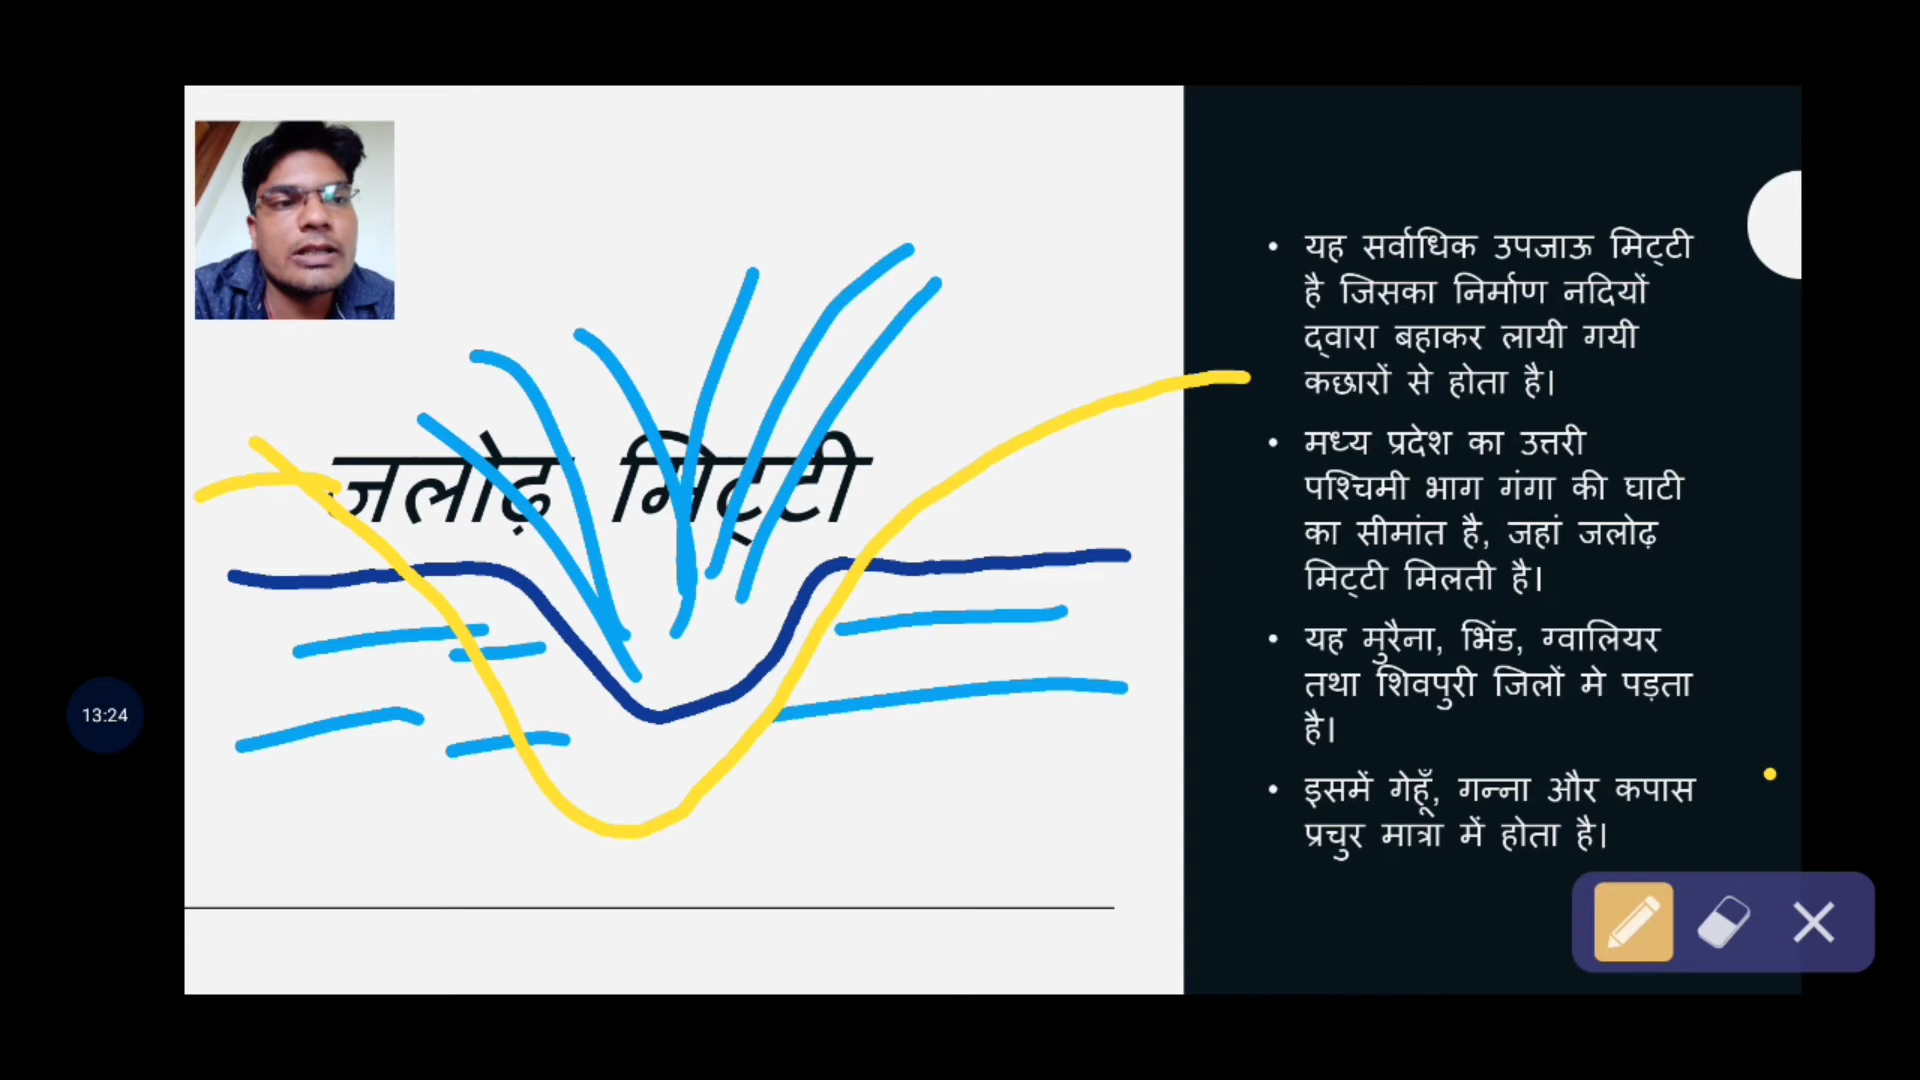 जलोढ़ मिट्टी
• यह सर्वाधिक उपजाऊ मिट्टी
है जिसका निर्माण नदियों
द्वारा बहाकर लायी गयी
कछारों से होता है।
• मध्य प्रदेश का उत्तरी
पश्चिमी भाग गंगा की घाटी
का सीमांत है, जहां जलोढ़
मिट्टी मिलती है।
• यह मुरैना, भिंड, ग्वालियर
तथा शिवपुरी जिलों मे पड़ता
है।
• इसमें गेहूँ, गन्ना और कपास
प्रचुर मात्रा में होता है।
13:24